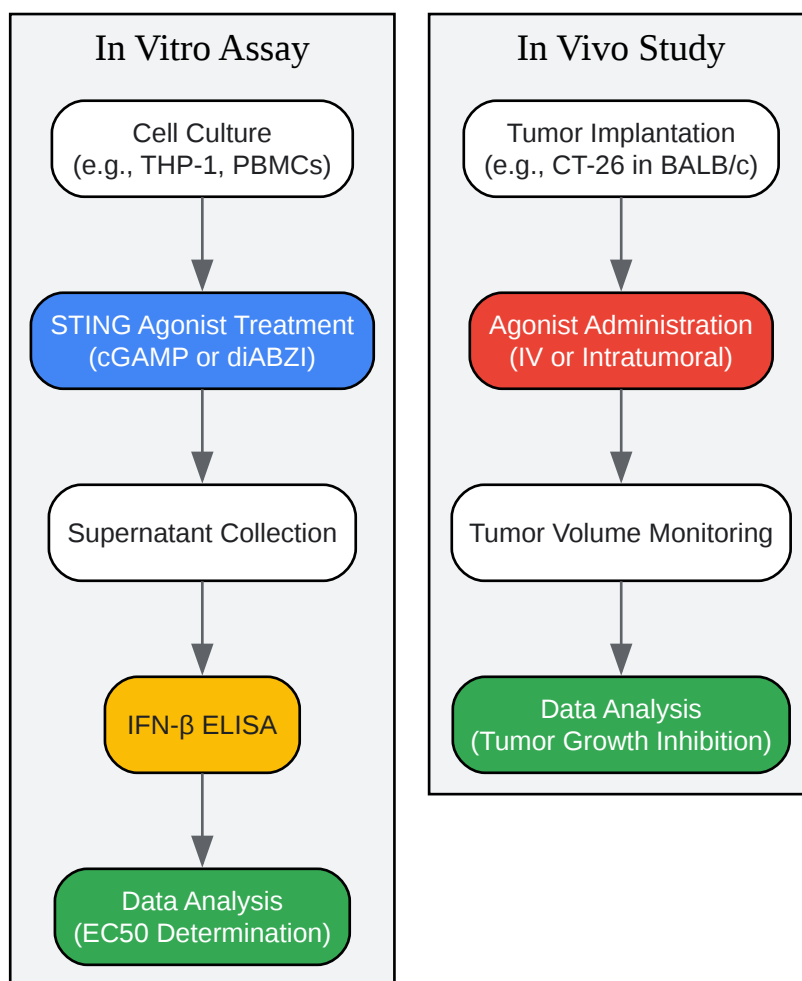 In Vitro Assay
Cell Culture
(e.g., THP-1, PBMCs)
STING Agonist Treatment
(cGAMP or diABZI)
Supernatant Collection
IFN-β ELISA
Data Analysis
(EC50 Determination)
In Vivo Study
Tumor Implantation
(e.g., CT-26 in BALB/c)
Agonist Administration
(IV or Intratumoral)
Tumor Volume Monitoring
Data Analysis
(Tumor Growth Inhibition)